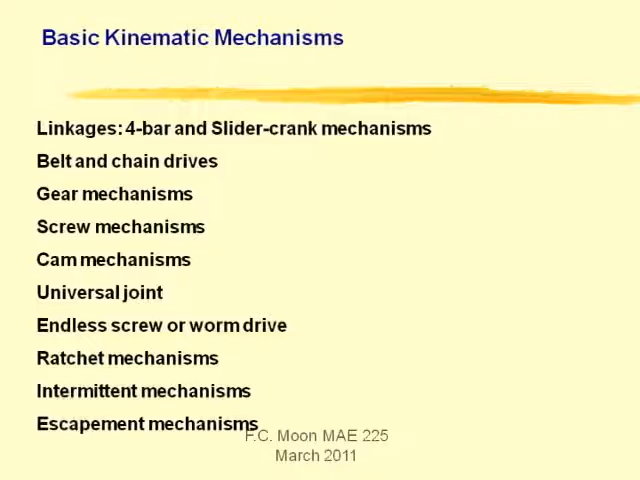 Basic Kinematic Mechanisms
Linkages: 4-bar and Slider-crank mechanisms
Belt and chain drives
Gear mechanisms
Screw mechanisms
Cam mechanisms
Universal joint
Endless screw or worm drive
Ratchet mechanisms
Intermittent mechanisms
Escapement mechanisms
F.C. Moon MAE 225
March 2011